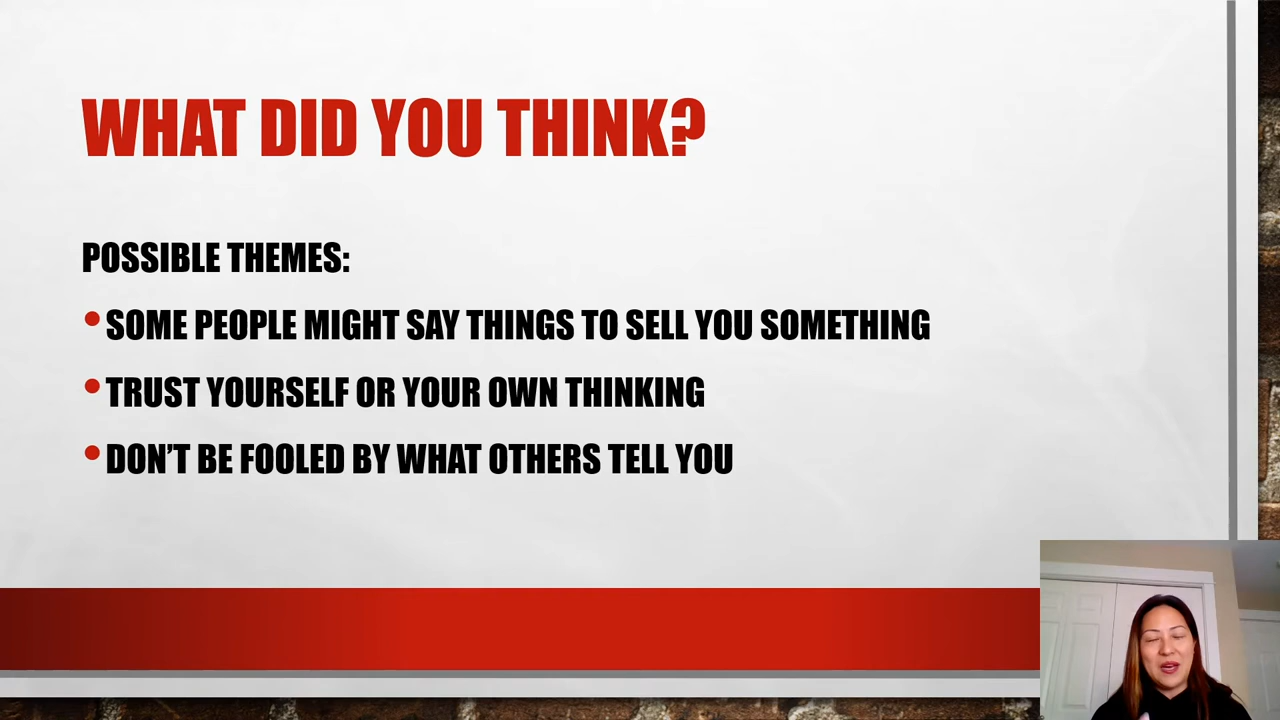 WHAT DID YOU THINK?
POSSIBLE THEMES:
• SOME PEOPLE MIGHT SAY THINGS TO SELL YOU SOMETHING
• TRUST YOURSELF OR YOUR OWN THINKING
• DON'T BE FOOLED BY WHAT OTHERS TELL YOU